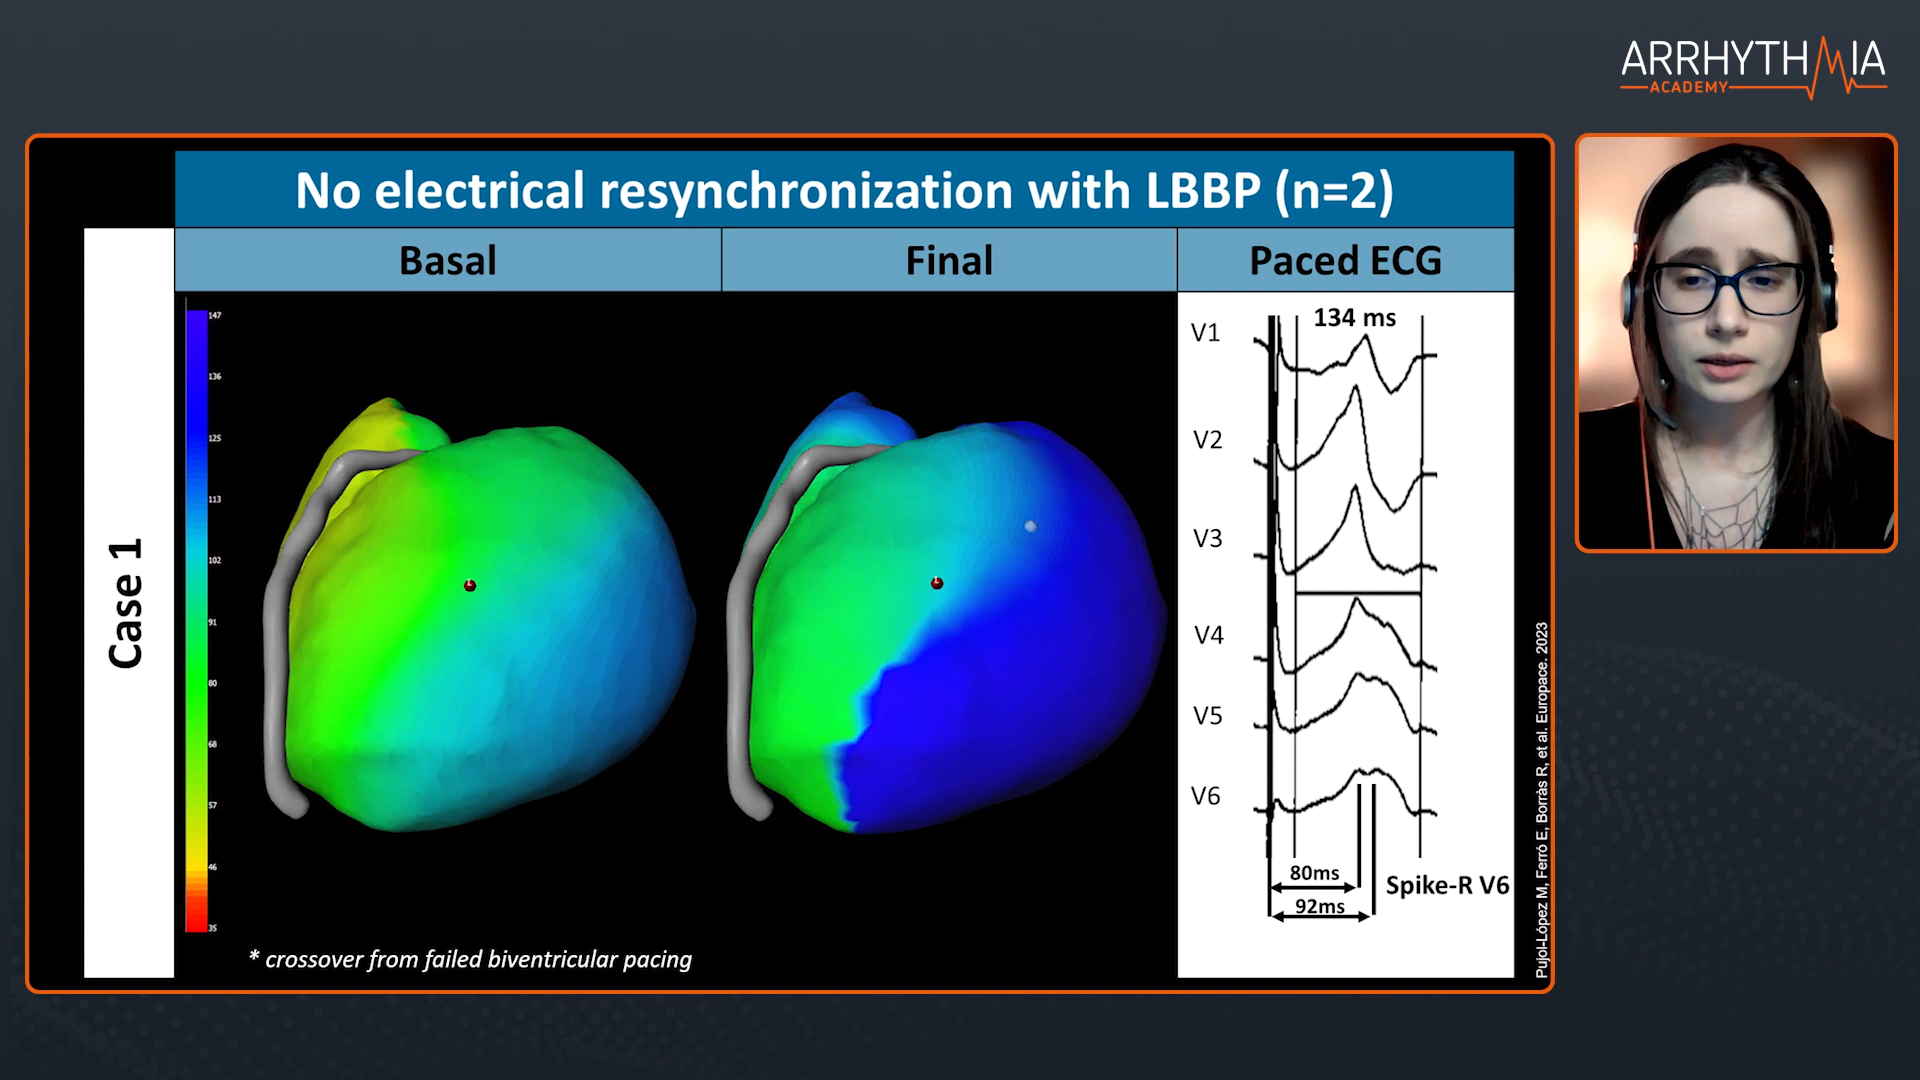 ARRHYTHMIA
ACADEMY
No electrical resynchronization with LBBP (n=2)
Basal
Final
Paced ECG
Case 1
147
136
125
113
102
91
80
68
57
46
35
* crossover from failed biventricular pacing
134 ms
V1
V2
V3
V4
V5
V6
80ms
Spike-R V6
92ms
Pujol-López M, Ferró E, Borràs R, et al. Europace. 2023